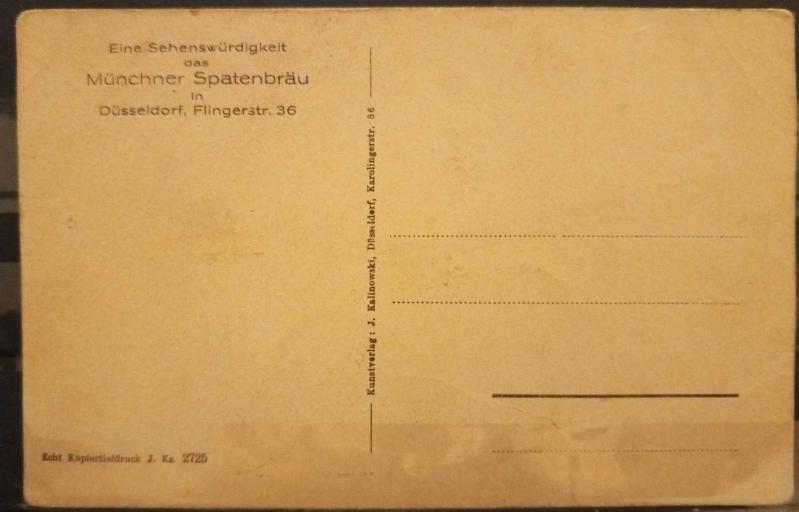 Eine Sehenswürdigkeit
das
Münchner Spatenbräu
in
Düsseldorf, Flingerstr. 36
Kunstverlag: J. Kalinowski, Düsseldorf, Karolingerstr. 86
Echt Kupfertiefdruck J. Ka. 2725